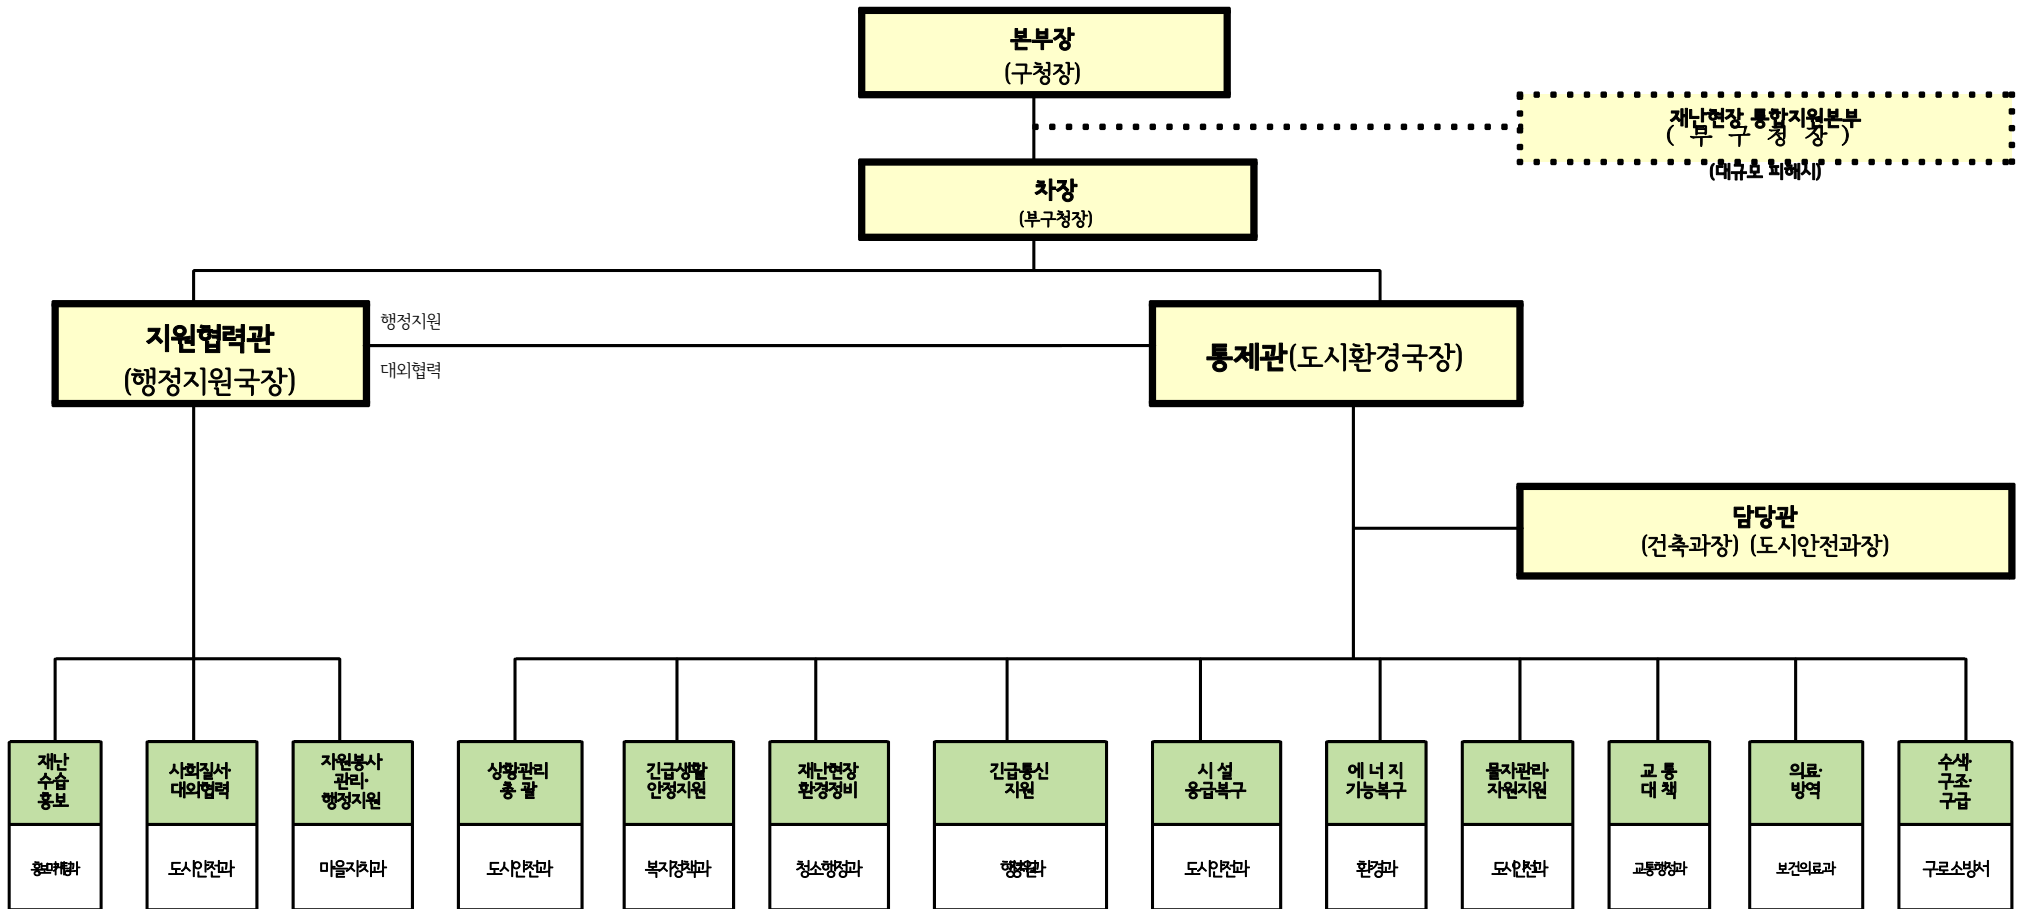 본부장
(구청장)
재난현장 통합지원본부
( 부 구 청 장 )
(대규모 피해시)
차장
(부구청장)
지원협력관
(행정지원국장)
행정지원
대외협력
통제관(도시환경국장)
담당관
(건축과장) (도시안전과장)
재난
수습
홍보
홍보마케팅과
사회질서·
대외협력
도시안전과
자원봉사
관리·
행정지원
마을자치과
상황관리
총 괄
도시안전과
긴급생활
안정지원
복지정책과
재난현장
환경정비
청소행정과
긴급통신
지원
행정지원과
시 설
응급복구
도시안전과
에 너 지
기능복구
환경과
물자관리·
자원지원
도시안전과
교 통
대 책
교통행정과
의료·
방역
보건의료과
수색·
구조·
구급
구로소방서